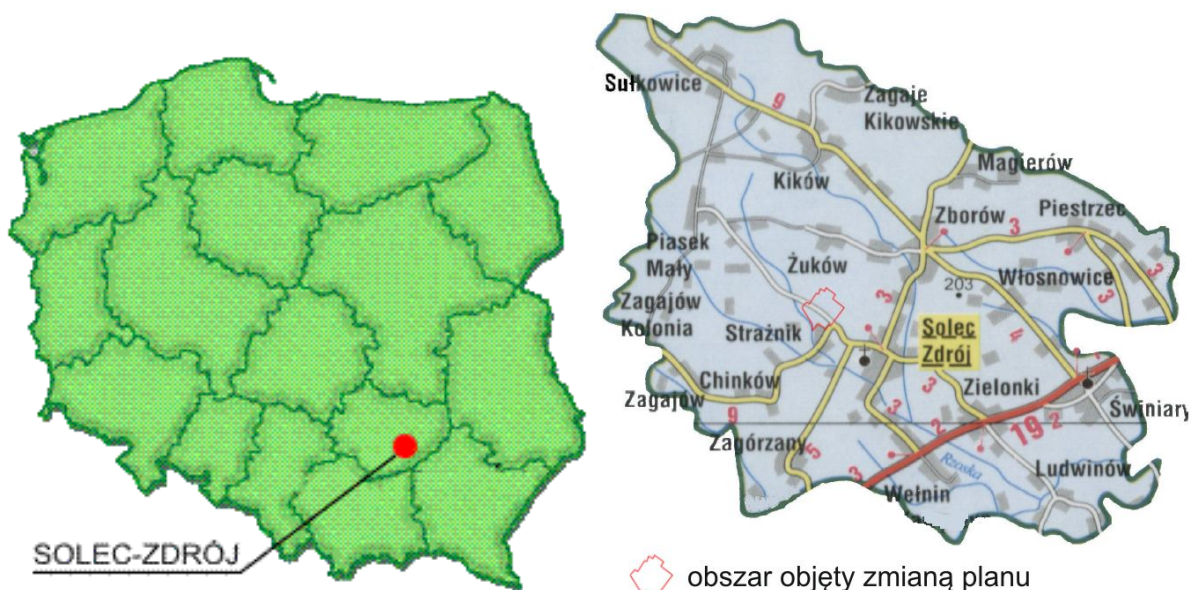 SOLEC-ZDRÓJ
Sułkowice
9
Zagaje
Kikowskie
Kików
Magierów
Zborów
3
Piestrzec
Piasek
Mały
Żuków
Włosnowice
3
3
203
3
Zagajów
Kolonia
Strażnik
Solec
Zdrój
4
Chinków
3
Zielonki
Zagajów
9
3
Świniary
Zagórzany
2
19
2
5
3
Rzoska
Ludwinów
Wełnin
obszar objęty zmianą planu